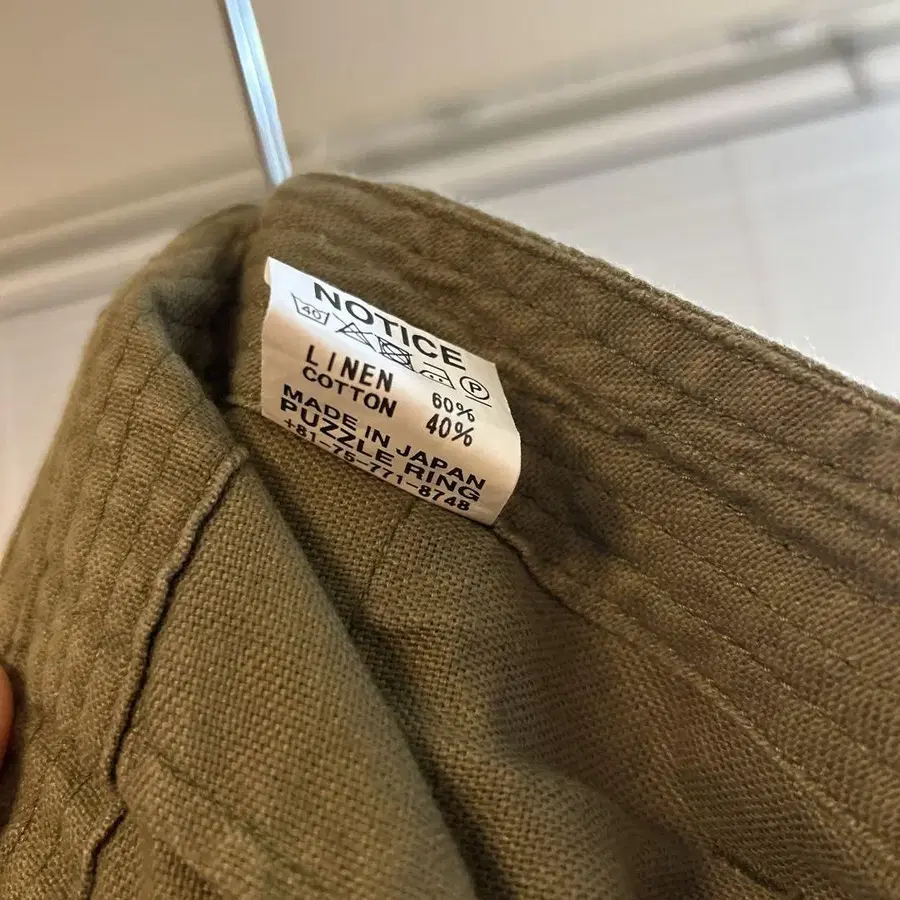 NOTICE
40 P
LINEN 60%
COTTON 40%
MADE IN JAPAN
PUZZLE RING
+81-75-771-8748